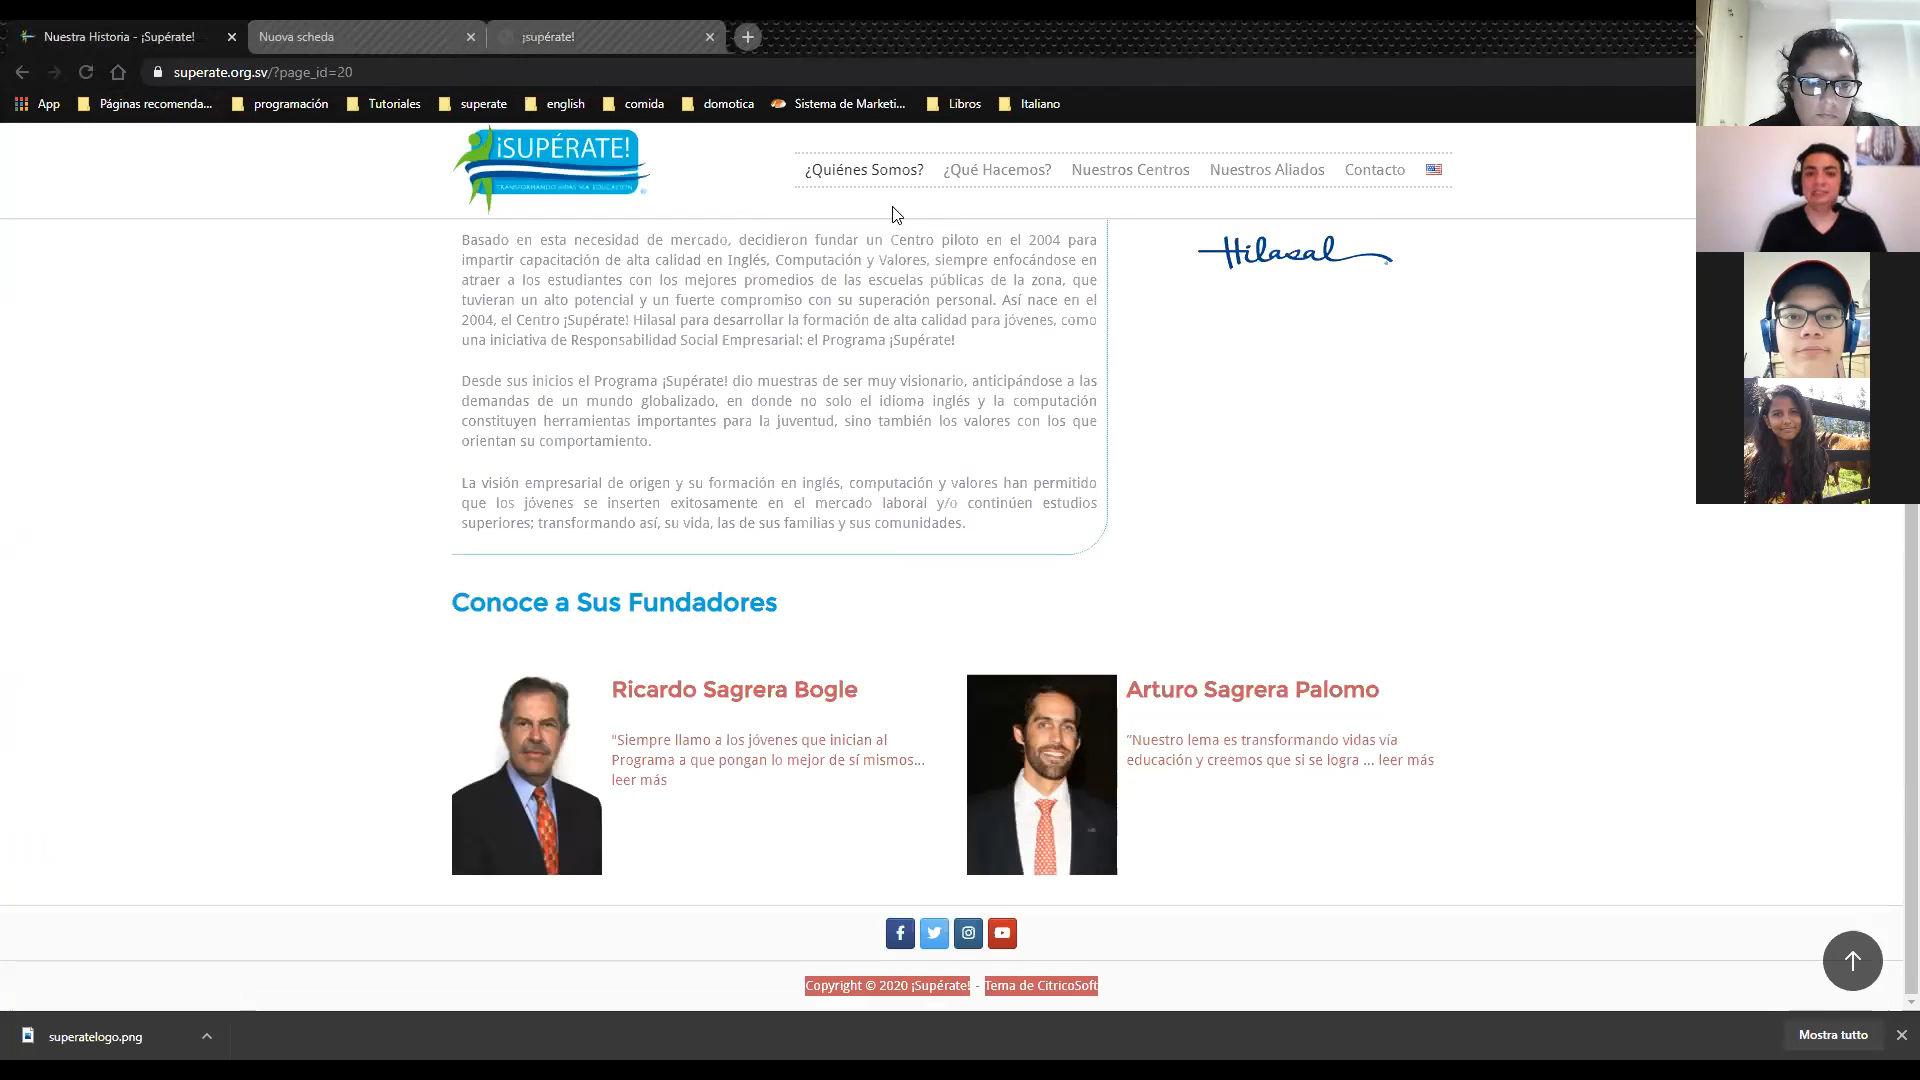 Nuestra Historia - ¡Supérate!
Nuova scheda
¡supérate!
superate.org.sv/?page_id=20
App
Páginas recomenda...
programación
Tutoriales
superate
english
comida
domotica
Sistema de Marketi...
Libros
Italiano
¡SUPÉRATE!
TRANSFORMANDO VIDAS VÍA EDUCACIÓN
¿Quiénes Somos?
¿Qué Hacemos?
Nuestros Centros
Nuestros Aliados
Contacto
Basado en esta necesidad de mercado, decidieron fundar un Centro piloto en el 2004 para
impartir capacitación de alta calidad en Inglés, Computación y Valores, siempre enfocándose en
atraer a los estudiantes con los mejores promedios de las escuelas públicas de la zona, que
tuvieran un alto potencial y un fuerte compromiso con su superación personal. Así nace en el
2004, el Centro ¡Supérate! Hilasal para desarrollar la formación de alta calidad para jóvenes, como
una iniciativa de Responsabilidad Social Empresarial: el Programa ¡Supérate!
Hilasal
Desde sus inicios el Programa ¡Supérate! dio muestras de ser muy visionario, anticipándose a las
demandas de un mundo globalizado, en donde no solo el idioma inglés y la computación
constituyen herramientas importantes para la juventud, sino también los valores con los que
orientan su comportamiento.
La visión empresarial de origen y su formación en inglés, computación y valores han permitido
que los jóvenes se inserten exitosamente en el mercado laboral y/o continúen estudios
superiores; transformando así, su vida, las de sus familias y sus comunidades.
Conoce a Sus Fundadores
Ricardo Sagrera Bogle
"Siempre llamo a los jóvenes que inician al
Programa a que pongan lo mejor de sí mismos...
leer más
Arturo Sagrera Palomo
"Nuestro lema es transformando vidas vía
educación y creemos que si se logra ... leer más
Copyright © 2020 ¡Supérate! - Tema de CitricoSoft
superatelogo.png
Mostra tutto